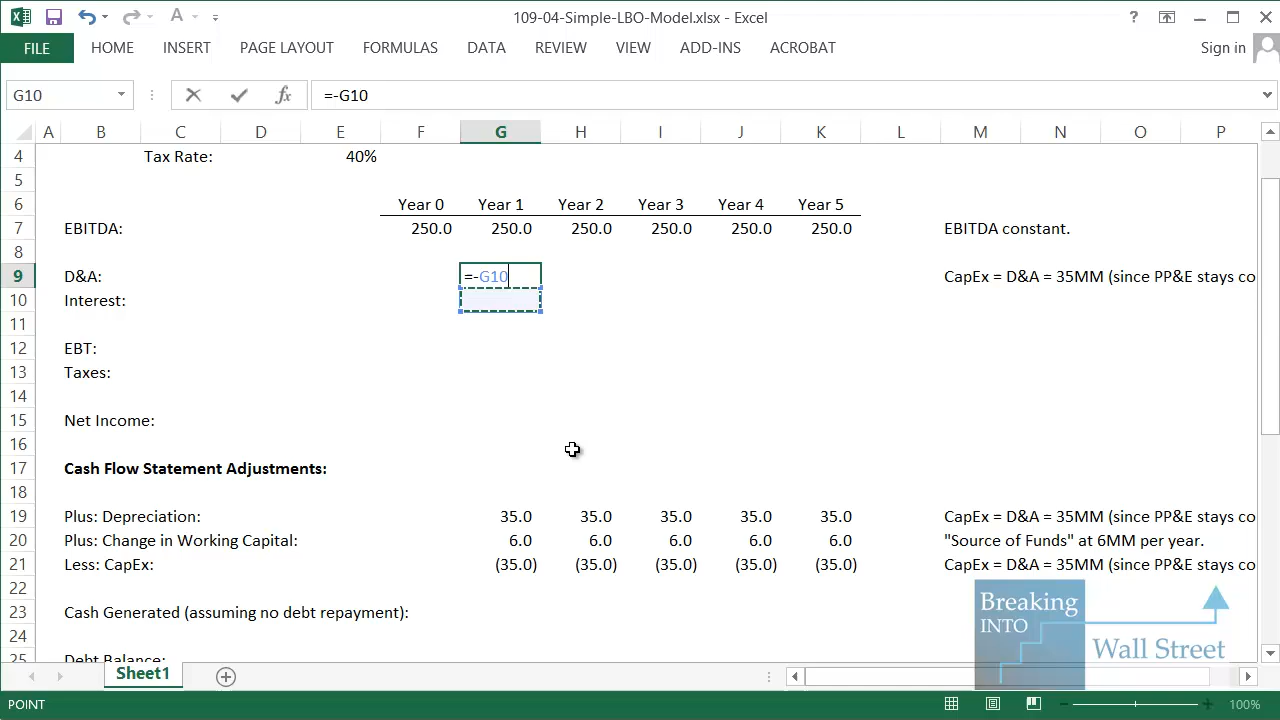 109-04-Simple-LBO-Model.xlsx - Excel
FILE HOME INSERT PAGE LAYOUT FORMULAS DATA REVIEW VIEW ADD-INS ACROBAT Sign in
G10 fx =-G10
A B C D E F G H I J K L M N O P
4 Tax Rate: 40%
5
6 Year 0 Year 1 Year 2 Year 3 Year 4 Year 5
7 EBITDA: 250.0 250.0 250.0 250.0 250.0 250.0 EBITDA constant.
8
9 D&A: =-G10 CapEx = D&A = 35MM (since PP&E stays co
10 Interest:
11
12 EBT:
13 Taxes:
14
15 Net Income:
16
17 Cash Flow Statement Adjustments:
18
19 Plus: Depreciation: 35.0 35.0 35.0 35.0 35.0 CapEx = D&A = 35MM (since PP&E stays co
20 Plus: Change in Working Capital: 6.0 6.0 6.0 6.0 6.0 "Source of Funds" at 6MM per year.
21 Less: CapEx: (35.0) (35.0) (35.0) (35.0) (35.0) CapEx = D&A = 35MM (since PP&E stays co
22
23 Cash Generated (assuming no debt repayment):
24
25 Debt Balance:
Breaking
INTO
Wall Street
Sheet1
POINT 100%